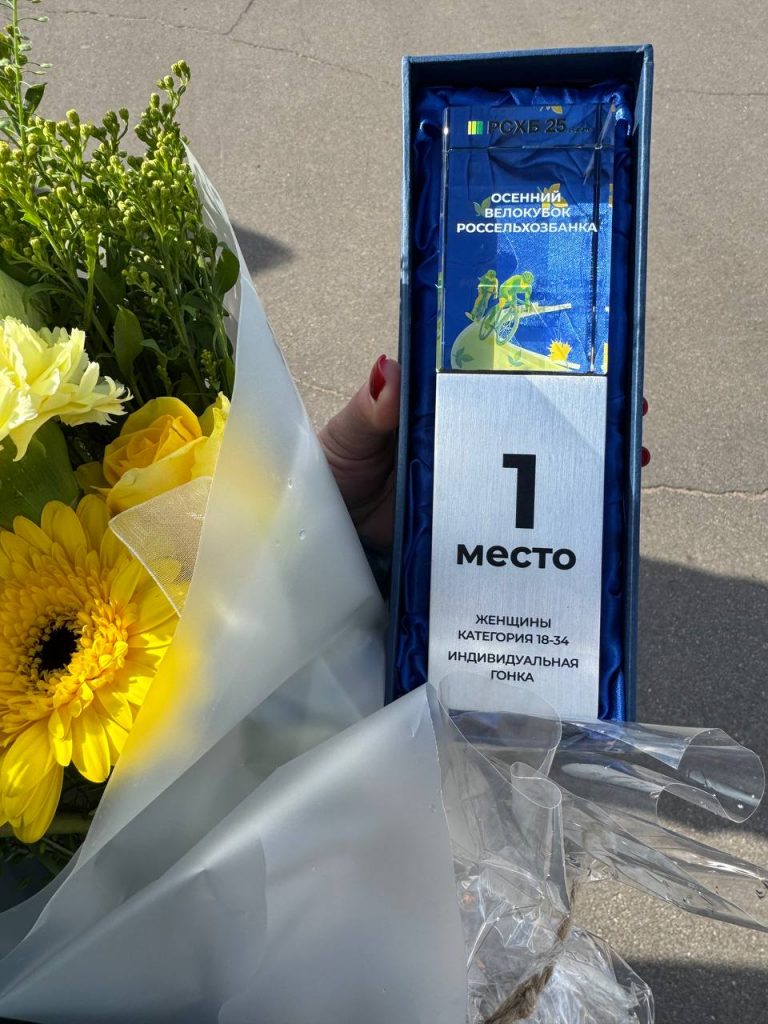 РСХБ 25
ОСЕННИЙ
ВЕЛОКУБОК
РОССЕЛЬХОЗБАНКА
1
место
ЖЕНЩИНЫ
КАТЕГОРИЯ 18-34
ИНДИВИДУАЛЬНАЯ
ГОНКА